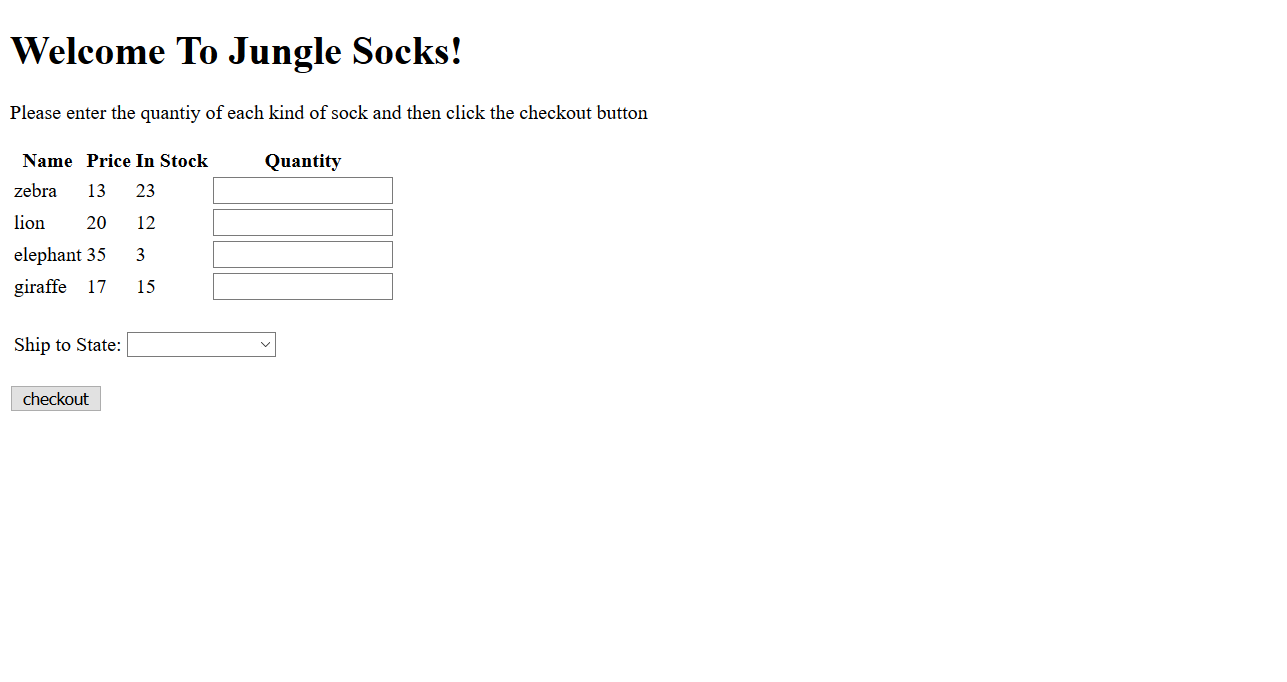 Welcome To Jungle Socks!
Please enter the quantiy of each kind of sock and then click the checkout button
Name Price In Stock Quantity
zebra 13 23
lion 20 12
elephant 35 3
giraffe 17 15
Ship to State:
checkout